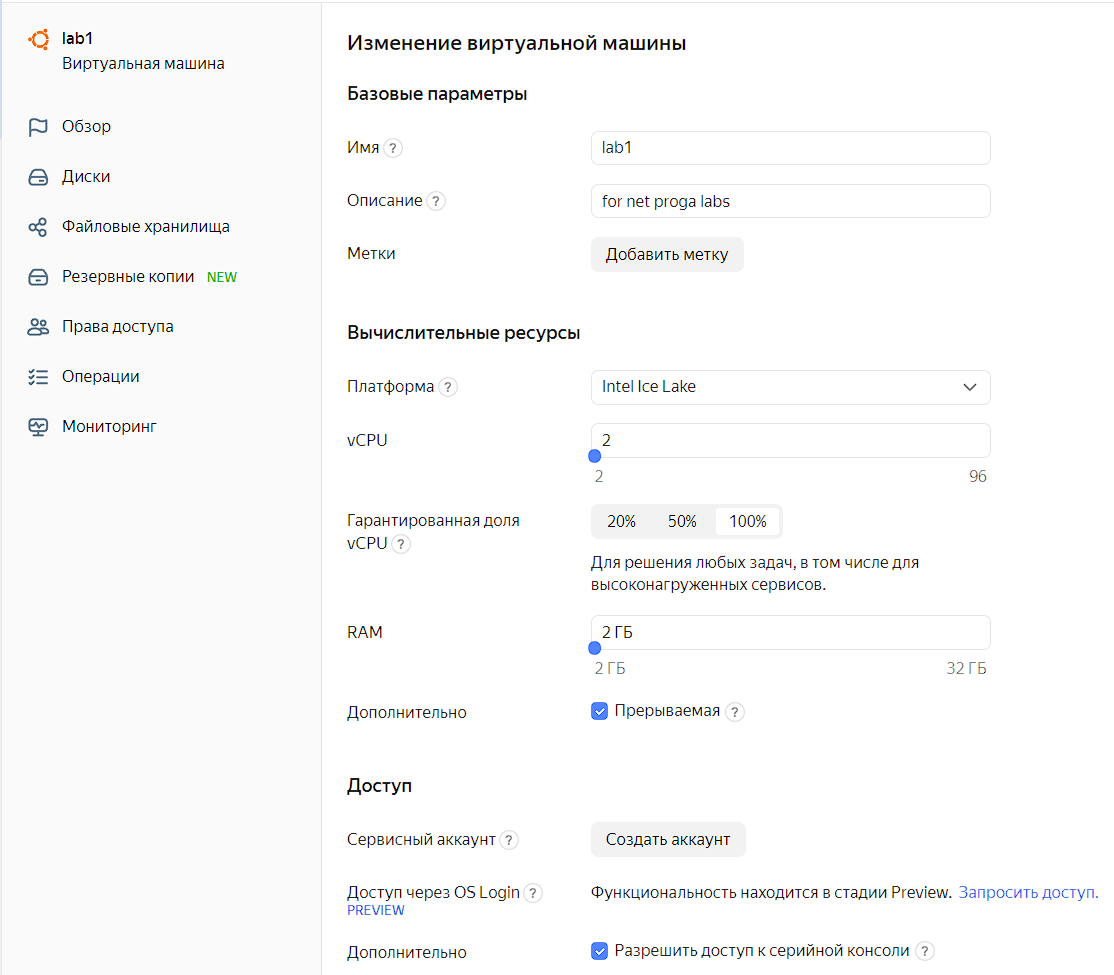 lab1
Виртуальная машина
Обзор
Диски
Файловые хранилища
Резервные копии NEW
Права доступа
Операции
Мониторинг
Изменение виртуальной машины
Базовые параметры
Имя ?
lab1
Описание ?
for net proga labs
Метки
Добавить метку
Вычислительные ресурсы
Платформа ?
Intel Ice Lake
vCPU
2
2 96
Гарантированная доля
vCPU ?
20% 50% 100%
Для решения любых задач, в том числе для
высоконагруженных сервисов.
RAM
2 ГБ
2 ГБ 32 ГБ
Дополнительно
Прерываемая ?
Доступ
Сервисный аккаунт ?
Создать аккаунт
Доступ через OS Login ?
PREVIEW
Функциональность находится в стадии Preview. Запросить доступ.
Дополнительно
Разрешить доступ к серийной консоли ?